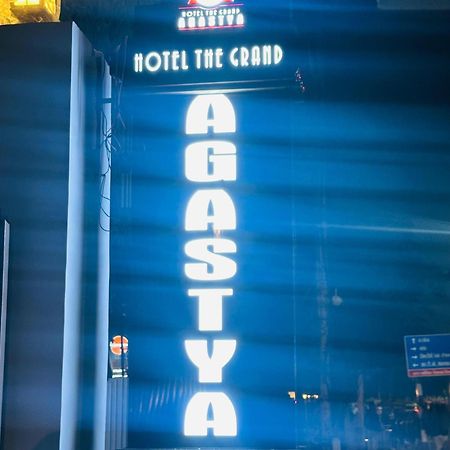 HOTEL THE GRAND
AGASTYA
HOTEL THE GRAND
AGASTYA